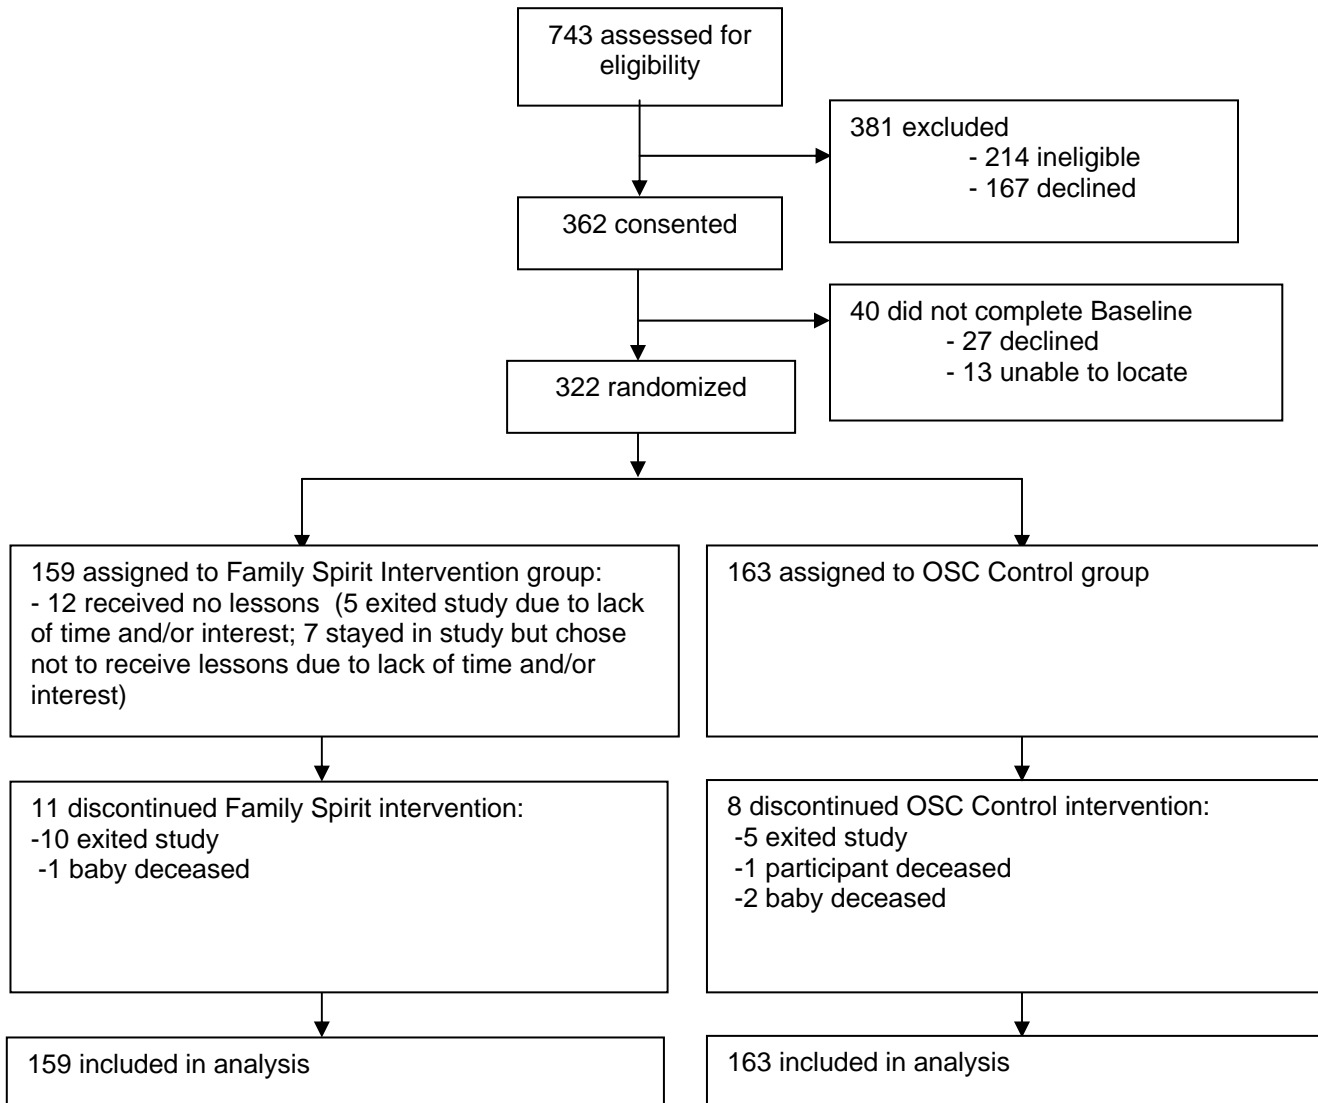 743 assessed for
eligibility
381 excluded
- 214 ineligible
- 167 declined
362 consented
40 did not complete Baseline
- 27 declined
- 13 unable to locate
322 randomized
159 assigned to Family Spirit Intervention group:
- 12 received no lessons (5 exited study due to lack
of time and/or interest; 7 stayed in study but chose
not to receive lessons due to lack of time and/or
interest)
163 assigned to OSC Control group
11 discontinued Family Spirit intervention:
-10 exited study
-1 baby deceased
8 discontinued OSC Control intervention:
-5 exited study
-1 participant deceased
-2 baby deceased
159 included in analysis
163 included in analysis